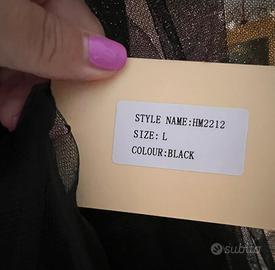 STYLE NAME:HM2212
SIZE: L
COLOUR:BLACK
subito